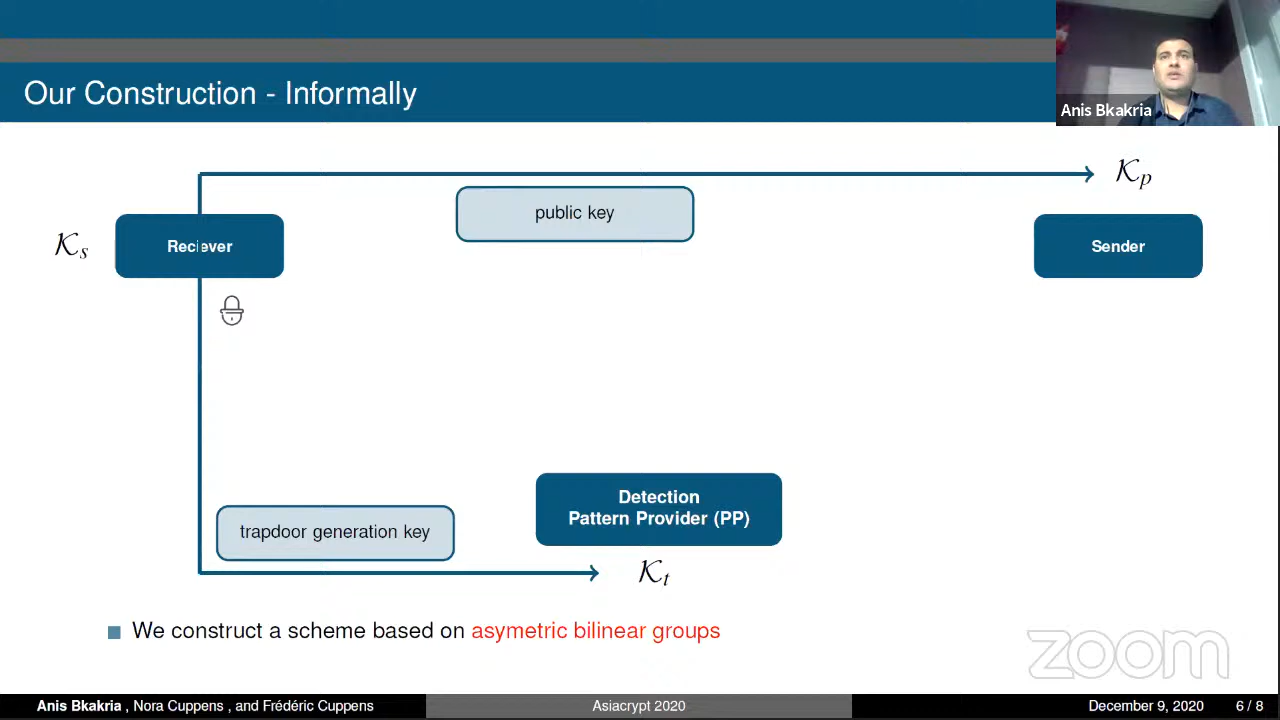 Our Construction - Informally
Anis Bkakria
𝒦p
public key
𝒦s
Reciever
Sender
Detection
Pattern Provider (PP)
trapdoor generation key
𝒦t
We construct a scheme based on asymetric bilinear groups
zoom
Anis Bkakria , Nora Cuppens , and Frédéric Cuppens
Asiacrypt 2020
December 9, 2020
6 / 8